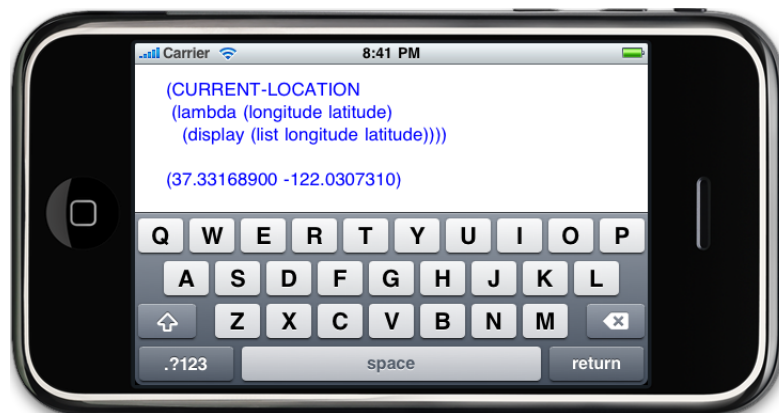 Carrier 8:41 PM
(CURRENT-LOCATION
(lambda (longitude latitude)
(display (list longitude latitude))))
(37.33168900 -122.0307310)
Q W E R T Y U I O P
A S D F G H J K L
Z X C V B N M
.?123 space return